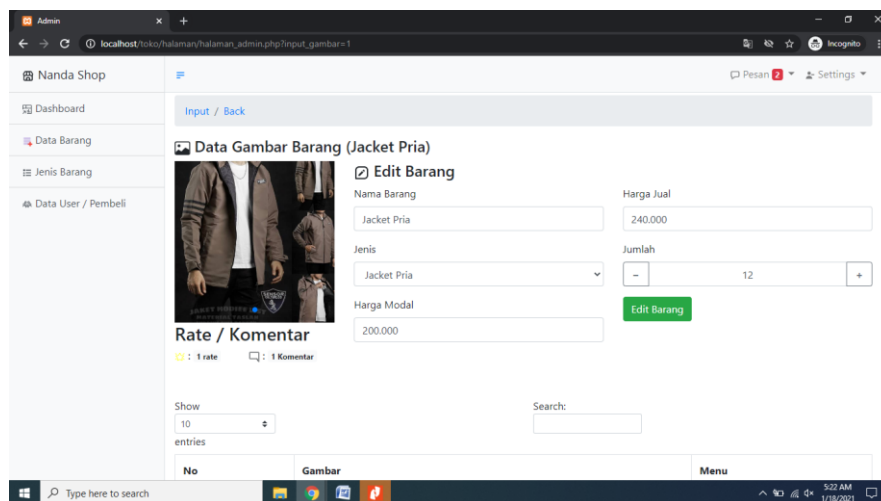 Admin
localhost/toko/halaman/halaman_admin.php?input_gambar=1
Incognito
Nanda Shop
Pesan 2
Settings
Dashboard
Data Barang
Jenis Barang
Data User / Pembeli
Input / Back
Data Gambar Barang (Jacket Pria)
Edit Barang
Nama Barang
Jacket Pria
Jenis
Jacket Pria
Harga Modal
200.000
Harga Jual
240.000
Jumlah
- 12 +
Edit Barang
Rate / Komentar
: 1 rate : 1 Komentar
Show
10
entries
Search:
No Gambar Menu
Type here to search
5:22 AM
1/18/2021